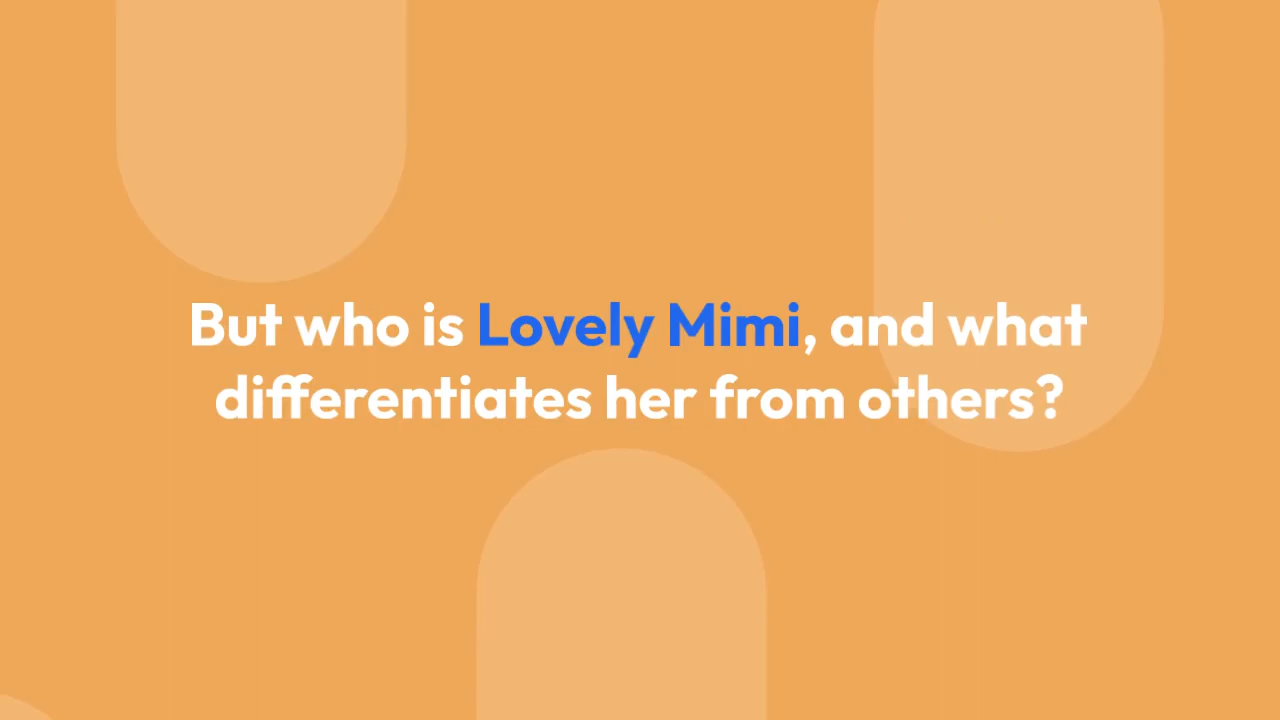 But who is Lovely Mimi, and what
differentiates her from others?